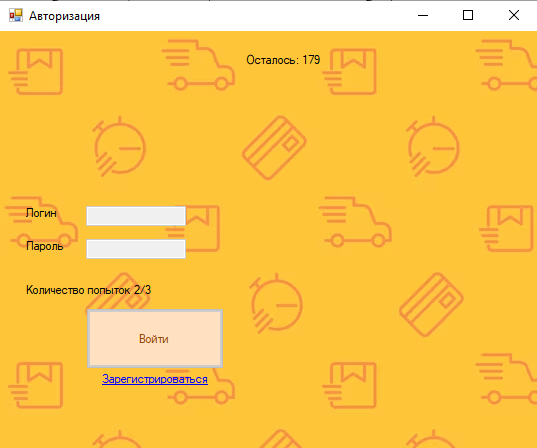 Авторизация
Осталось: 179
Логин
Пароль
Количество попыток 2/3
Войти
Зарегистрироваться